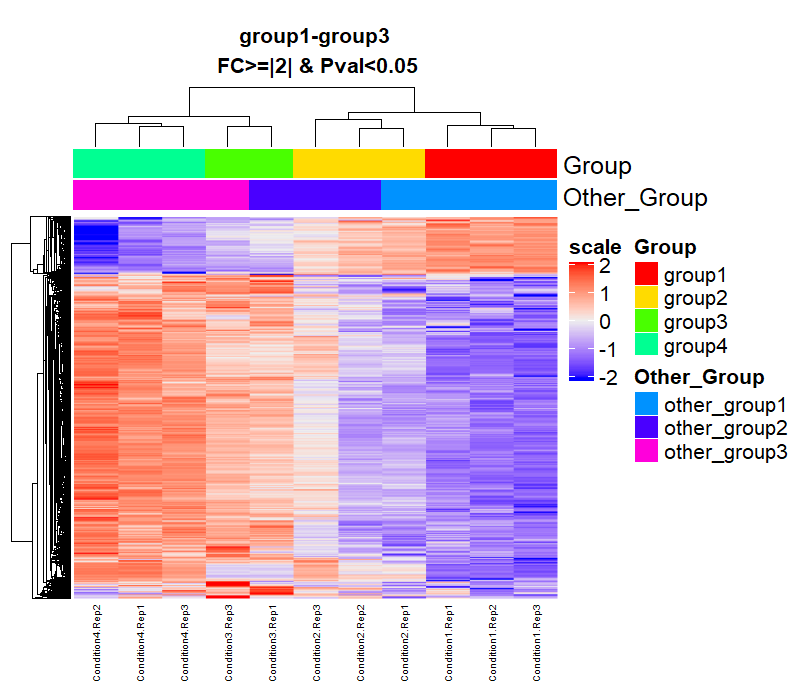 group1-group3
FC>=|2| & Pval<0.05
Group
Other_Group
scale
2
1
0
-1
-2
Group
group1
group2
group3
group4
Other_Group
other_group1
other_group2
other_group3
Condition4.Rep2
Condition4.Rep1
Condition4.Rep3
Condition3.Rep3
Condition3.Rep1
Condition2.Rep3
Condition2.Rep2
Condition2.Rep1
Condition1.Rep1
Condition1.Rep2
Condition1.Rep3